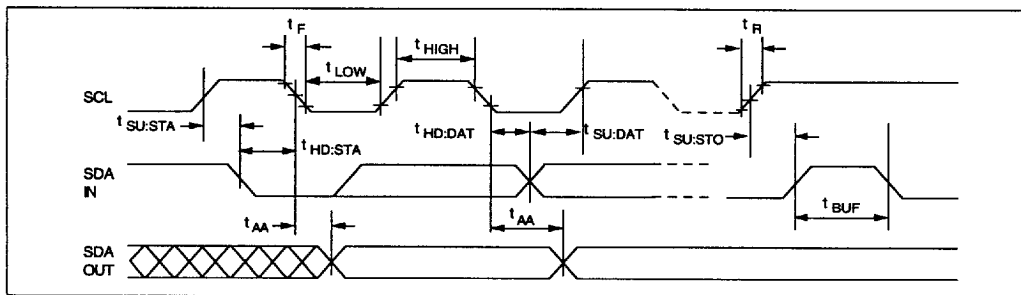 tF
tR
tHIGH
tLOW
SCL
tSU:STA
tHD:DAT
tSU:DAT
tSU:STO
tHD:STA
SDA
IN
tBUF
tAA
tAA
SDA
OUT